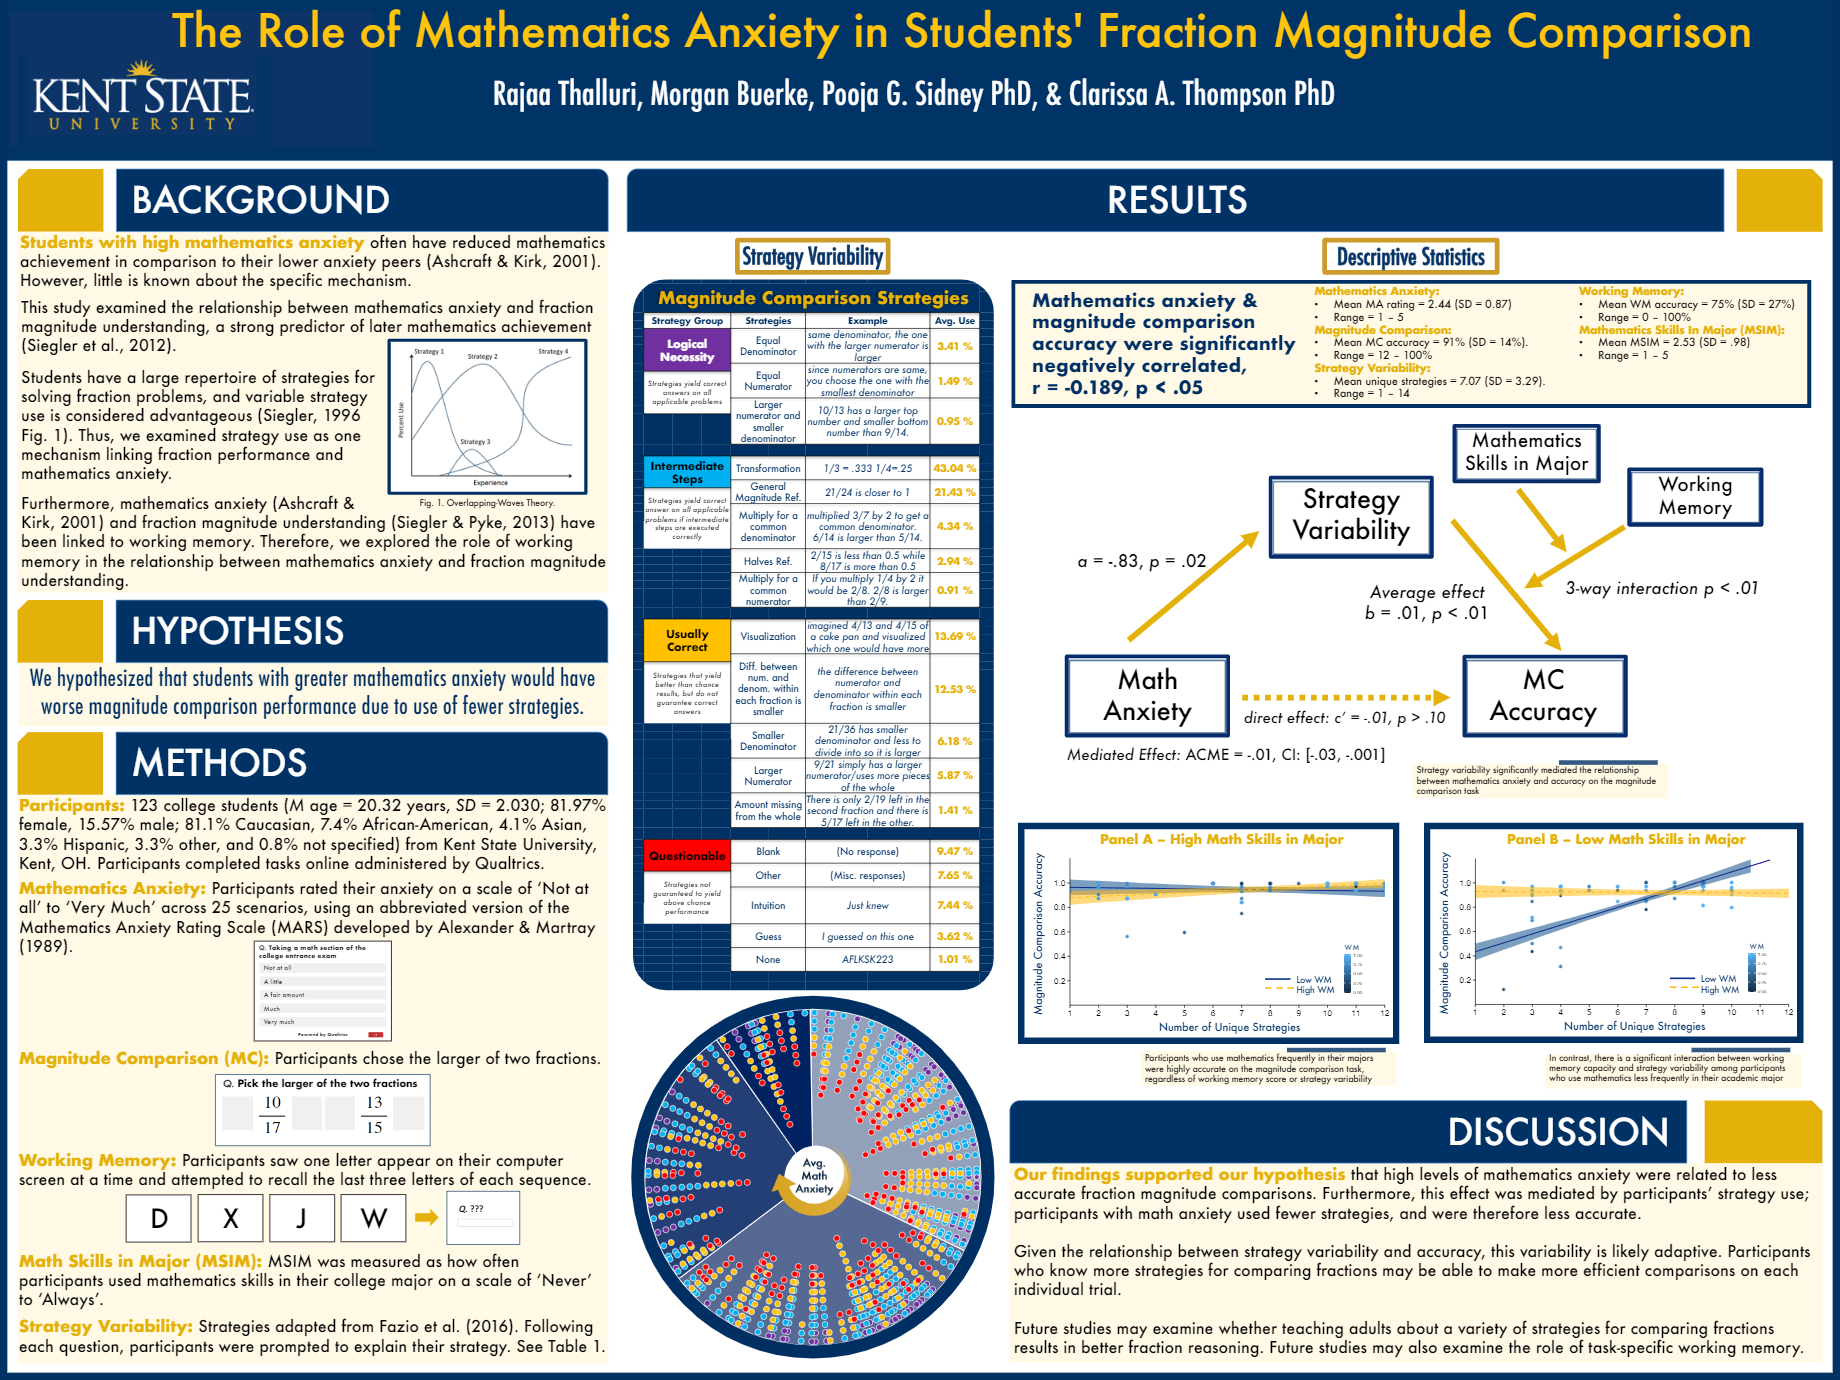 The Role of Mathematics Anxiety in Students' Fraction Magnitude Comparison
KENT STATE
UNIVERSITY
Rajaa Thalluri, Morgan Buerke, Pooja G. Sidney PhD, & Clarissa A. Thompson PhD
BACKGROUND
Students with high mathematics anxiety often have reduced mathematics
achievement in comparison to their lower anxiety peers (Ashcraft & Kirk, 2001).
However, little is known about the specific mechanism.
This study examined the relationship between mathematics anxiety and fraction
magnitude understanding, a strong predictor of later mathematics achievement
(Siegler et al., 2012).
Students have a large repertoire of strategies for
solving fraction problems, and variable strategy
use is considered advantageous (Siegler, 1996
Fig. 1). Thus, we examined strategy use as one
mechanism linking fraction performance and
mathematics anxiety.
Strategy 1
Strategy 2
Strategy 4
Strategy 3
Percent Use
Experience
Fig. 1. Overlapping-Waves Theory.
Furthermore, mathematics anxiety (Ashcraft &
Kirk, 2001) and fraction magnitude understanding (Siegler & Pyke, 2013) have
been linked to working memory. Therefore, we explored the role of working
memory in the relationship between mathematics anxiety and fraction magnitude
understanding.
HYPOTHESIS
We hypothesized that students with greater mathematics anxiety would have
worse magnitude comparison performance due to use of fewer strategies.
METHODS
Participants: 123 college students (M age = 20.32 years, SD = 2.030; 81.97%
female, 15.57% male; 81.1% Caucasian, 7.4% African-American, 4.1% Asian,
3.3% Hispanic, 3.3% other, and 0.8% not specified) from Kent State University,
Kent, OH. Participants completed tasks online administered by Qualtrics.
Mathematics Anxiety: Participants rated their anxiety on a scale of ‘Not at
all’ to ‘Very Much’ across 25 scenarios, using an abbreviated version of the
Mathematics Anxiety Rating Scale (MARS) developed by Alexander & Martray
(1989).
Q. Taking a math section of the
college entrance exam
Not at all
A little
A fair amount
Much
Very much
Powered by Qualtrics
Magnitude Comparison (MC): Participants chose the larger of two fractions.
Q. Pick the larger of the two fractions
10 13
17 15
Working Memory: Participants saw one letter appear on their computer
screen at a time and attempted to recall the last three letters of each sequence.
D X J W
Q. ???
Math Skills in Major (MSIM): MSIM was measured as how often
participants used mathematics skills in their college major on a scale of ‘Never’
to ‘Always’.
Strategy Variability: Strategies adapted from Fazio et al. (2016). Following
each question, participants were prompted to explain their strategy. See Table 1.
RESULTS
Strategy Variability
Magnitude Comparison Strategies
Strategy Group Strategies Example Avg. Use
Logical
Necessity
Strategies yield correct
answers on all
applicable problems
Equal
Denominator
same denominator, the one
with the larger numerator is
larger
3.41 %
Equal
Numerator
since numerators are same,
you choose the one with the
smallest denominator
1.49 %
Larger
numerator and
smaller
denominator
10/13 has a larger top
number and smaller bottom
number than 9/14.
0.95 %
Intermediate
Steps
Strategies yield correct
answer on all applicable
problems if intermediate
steps are executed
correctly
Transformation 1/3 = .333 1/4=.25 43.04 %
General
Magnitude Ref.
21/24 is closer to 1
21.43 %
Multiply for a
common
denominator
multiplied 3/7 by 2 to get a
common denominator.
6/14 is larger than 5/14.
4.34 %
Halves Ref.
2/15 is less than 0.5 while
8/17 is more than 0.5
2.94 %
Multiply for a
common
numerator
If you multiply 1/4 by 2 it
would be 2/8. 2/8 is larger
than 2/9.
0.91 %
Usually
Correct
Strategies that yield
better than chance
results, but do not
guarantee correct
answers
Visualization
imagined 4/13 and 4/15 of
a cake pan and visualized
which one would have more
13.69 %
Diff. between
num. and
denom. within
each fraction is
smaller
the difference between
numerator and
denominator within each
fraction is smaller
12.53 %
Smaller
Denominator
21/36 has smaller
denominator and less to
divide into so it is larger
6.18 %
Larger
Numerator
9/21 simply has a larger
numerator/uses more pieces
of the whole
5.87 %
Amount missing
from the whole
There is only 2/19 left in the
second fraction and there is
5/17 left in the other.
1.41 %
Questionable
Strategies not
guaranteed to yield
above chance
performance
Blank (No response) 9.47 %
Other (Misc. responses) 7.65 %
Intuition Just knew 7.44 %
Guess I guessed on this one 3.62 %
None AFLKSK223 1.01 %
Avg.
Math
Anxiety
Descriptive Statistics
Mathematics anxiety &
magnitude comparison
accuracy were significantly
negatively correlated,
r = -0.189, p < .05
Mathematics Anxiety:
• Mean MA rating = 2.44 (SD = 0.87)
• Range = 1 – 5
Magnitude Comparison:
• Mean MC accuracy = 91% (SD = 14%).
• Range = 12 – 100%
Strategy Variability:
• Mean unique strategies = 7.07 (SD = 3.29).
• Range = 1 – 14
Working Memory:
• Mean WM accuracy = 75% (SD = 27%)
• Range = 0 – 100%
Mathematics Skills In Major (MSIM):
• Mean MSIM = 2.53 (SD = .98)
• Range = 1 – 5
Mathematics
Skills in Major
Working
Memory
Strategy
Variability
a = -.83, p = .02
Average effect
b = .01, p < .01
3-way interaction p < .01
Math
Anxiety
MC
Accuracy
direct effect: c’ = -.01, p > .10
Mediated Effect: ACME = -.01, CI: [-.03, -.001]
Strategy variability significantly mediated the relationship
between mathematics anxiety and accuracy on the magnitude
comparison task
Panel A – High Math Skills in Major
Magnitude Comparison Accuracy
1.0
0.8
0.6
0.4
0.2
WM
Low WM
High WM
1 2 3 4 5 6 7 8 9 10 11 12
Number of Unique Strategies
Participants who use mathematics frequently in their majors
were highly accurate on the magnitude comparison task,
regardless of working memory score or strategy variability
Panel B – Low Math Skills in Major
Magnitude Comparison Accuracy
1.0
0.8
0.6
0.4
0.2
WM
Low WM
High WM
1 2 3 4 5 6 7 8 9 10 11 12
Number of Unique Strategies
In contrast, there is a significant interaction between working
memory capacity and strategy variability among participants
who use mathematics less frequently in their academic major
DISCUSSION
Our findings supported our hypothesis that high levels of mathematics anxiety were related to less
accurate fraction magnitude comparisons. Furthermore, this effect was mediated by participants’ strategy use;
participants with math anxiety used fewer strategies, and were therefore less accurate.
Given the relationship between strategy variability and accuracy, this variability is likely adaptive. Participants
who know more strategies for comparing fractions may be able to make more efficient comparisons on each
individual trial.
Future studies may examine whether teaching adults about a variety of strategies for comparing fractions
results in better fraction reasoning. Future studies may also examine the role of task-specific working memory.